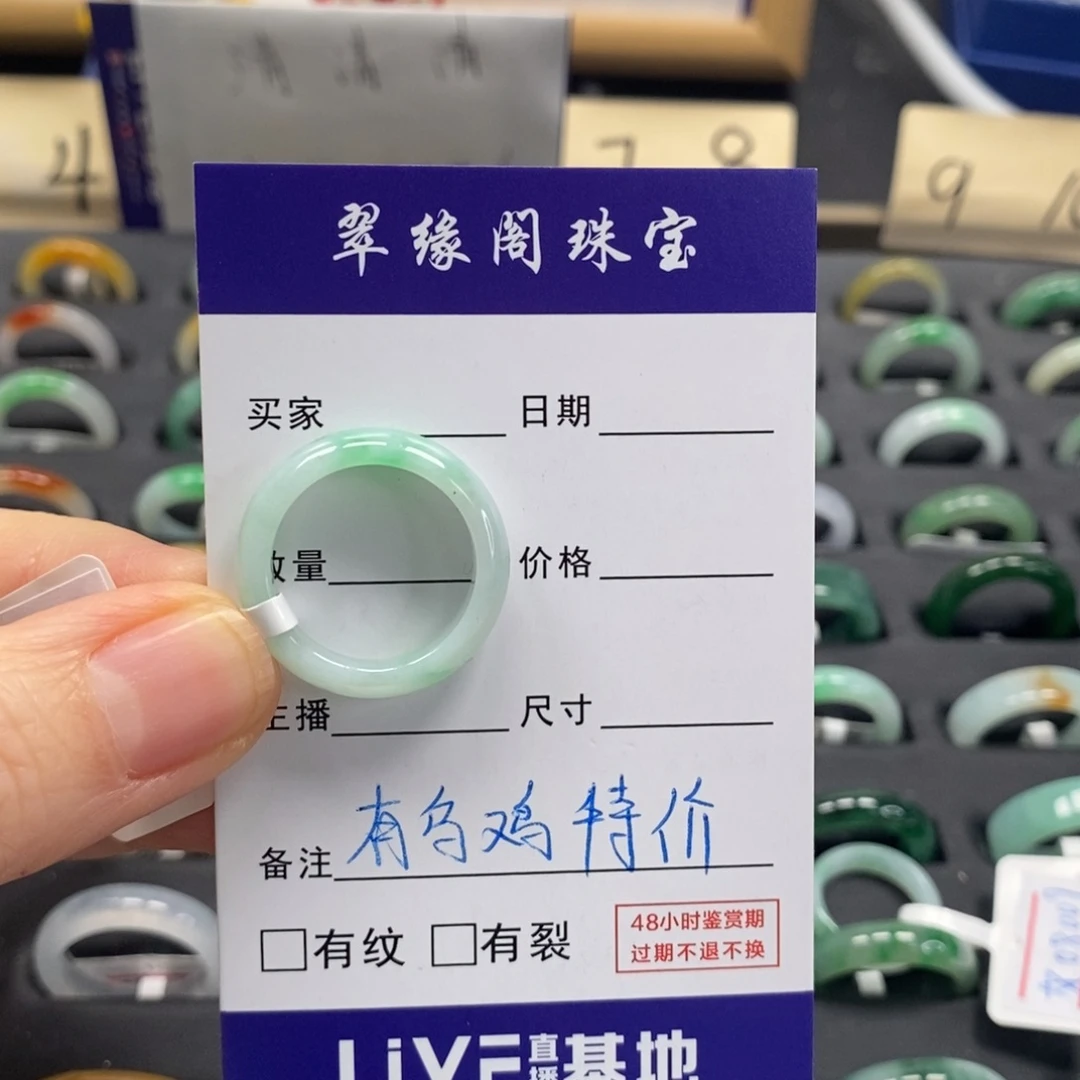 4
7 8
9
翠缘阁珠宝
买家 日期
数量 价格
主播 尺寸
备注 有乌鸡特价
有纹 有裂
48小时鉴赏期
过期不退不换
LiVE直播基地